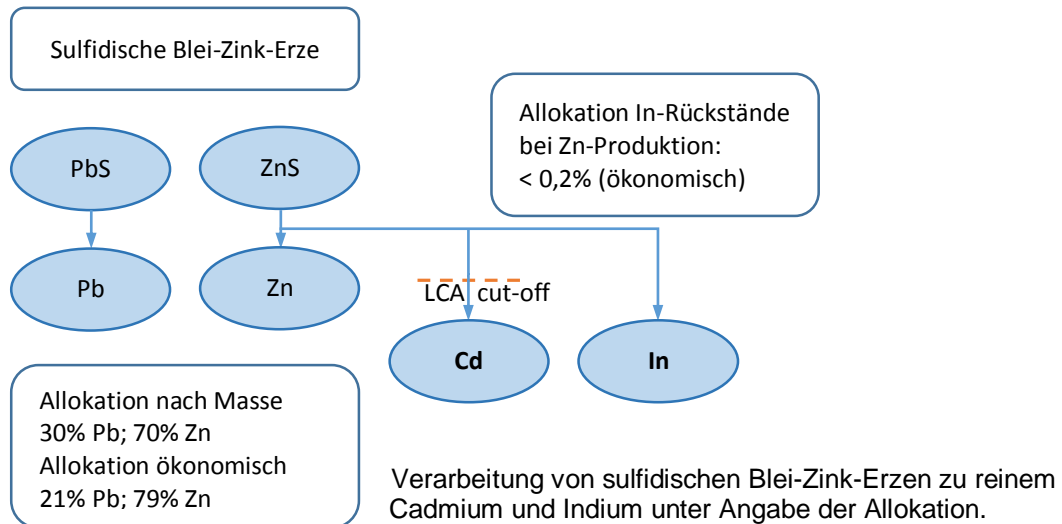 Sulfidische Blei-Zink-Erze
Allokation In-Rückstände
bei Zn-Produktion:
< 0,2% (ökonomisch)
PbS
ZnS
Pb
Zn
LCA cut-off
Cd
In
Allokation nach Masse
30% Pb; 70% Zn
Allokation ökonomisch
21% Pb; 79% Zn
Verarbeitung von sulfidischen Blei-Zink-Erzen zu reinem
Cadmium und Indium unter Angabe der Allokation.